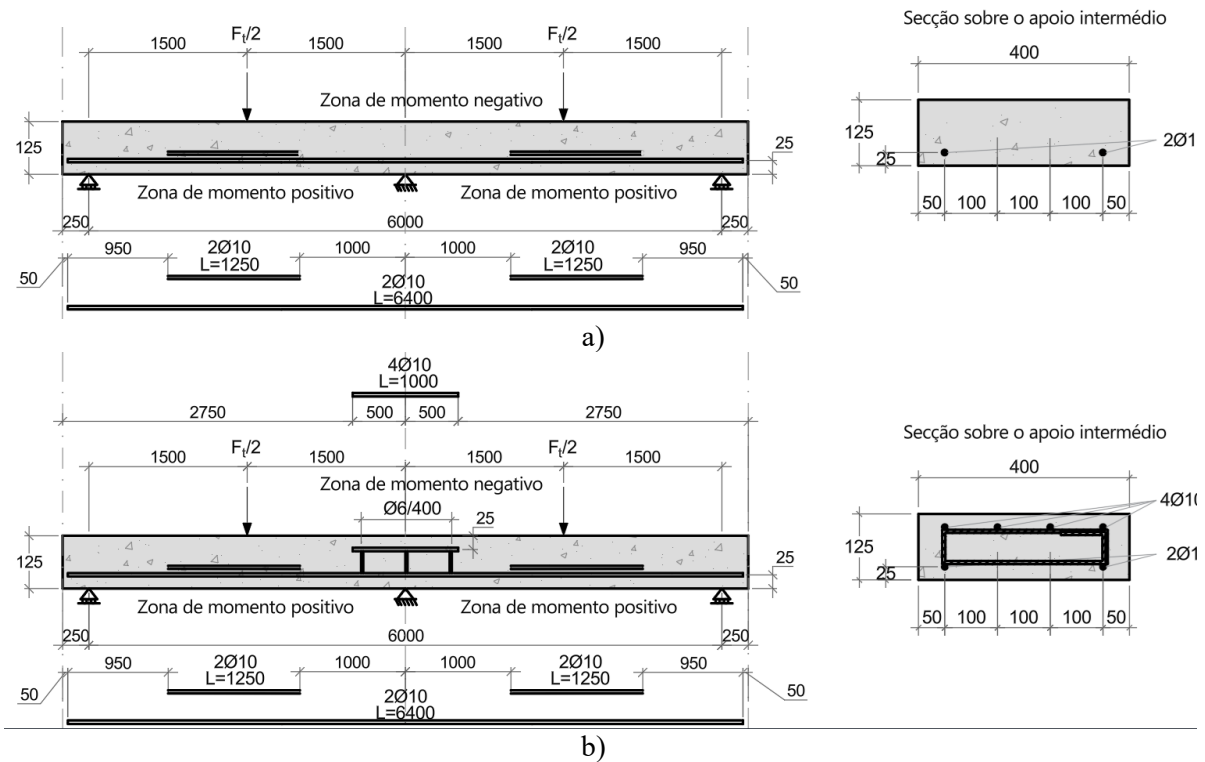 Secção sobre o apoio intermédio
F_t/2 F_t/2
1500 1500 1500 1500
400
Zona de momento negativo
125 25
125
25
2Ø1
Zona de momento positivo Zona de momento positivo
50 100 100 100 50
250 6000 250
950 2Ø10 1000 1000 2Ø10 950
L=1250 L=1250
50 2Ø10 50
L=6400
a)
4Ø10
L=1000
2750 500 500 2750
Secção sobre o apoio intermédio
F_t/2 F_t/2
1500 1500 1500 1500
400
Zona de momento negativo
Ø6/400 25
4Ø10
125 25
125
25
2Ø1
Zona de momento positivo Zona de momento positivo
50 100 100 100 50
250 6000 250
950 2Ø10 1000 1000 2Ø10 950
L=1250 L=1250
50 2Ø10 50
L=6400
b)